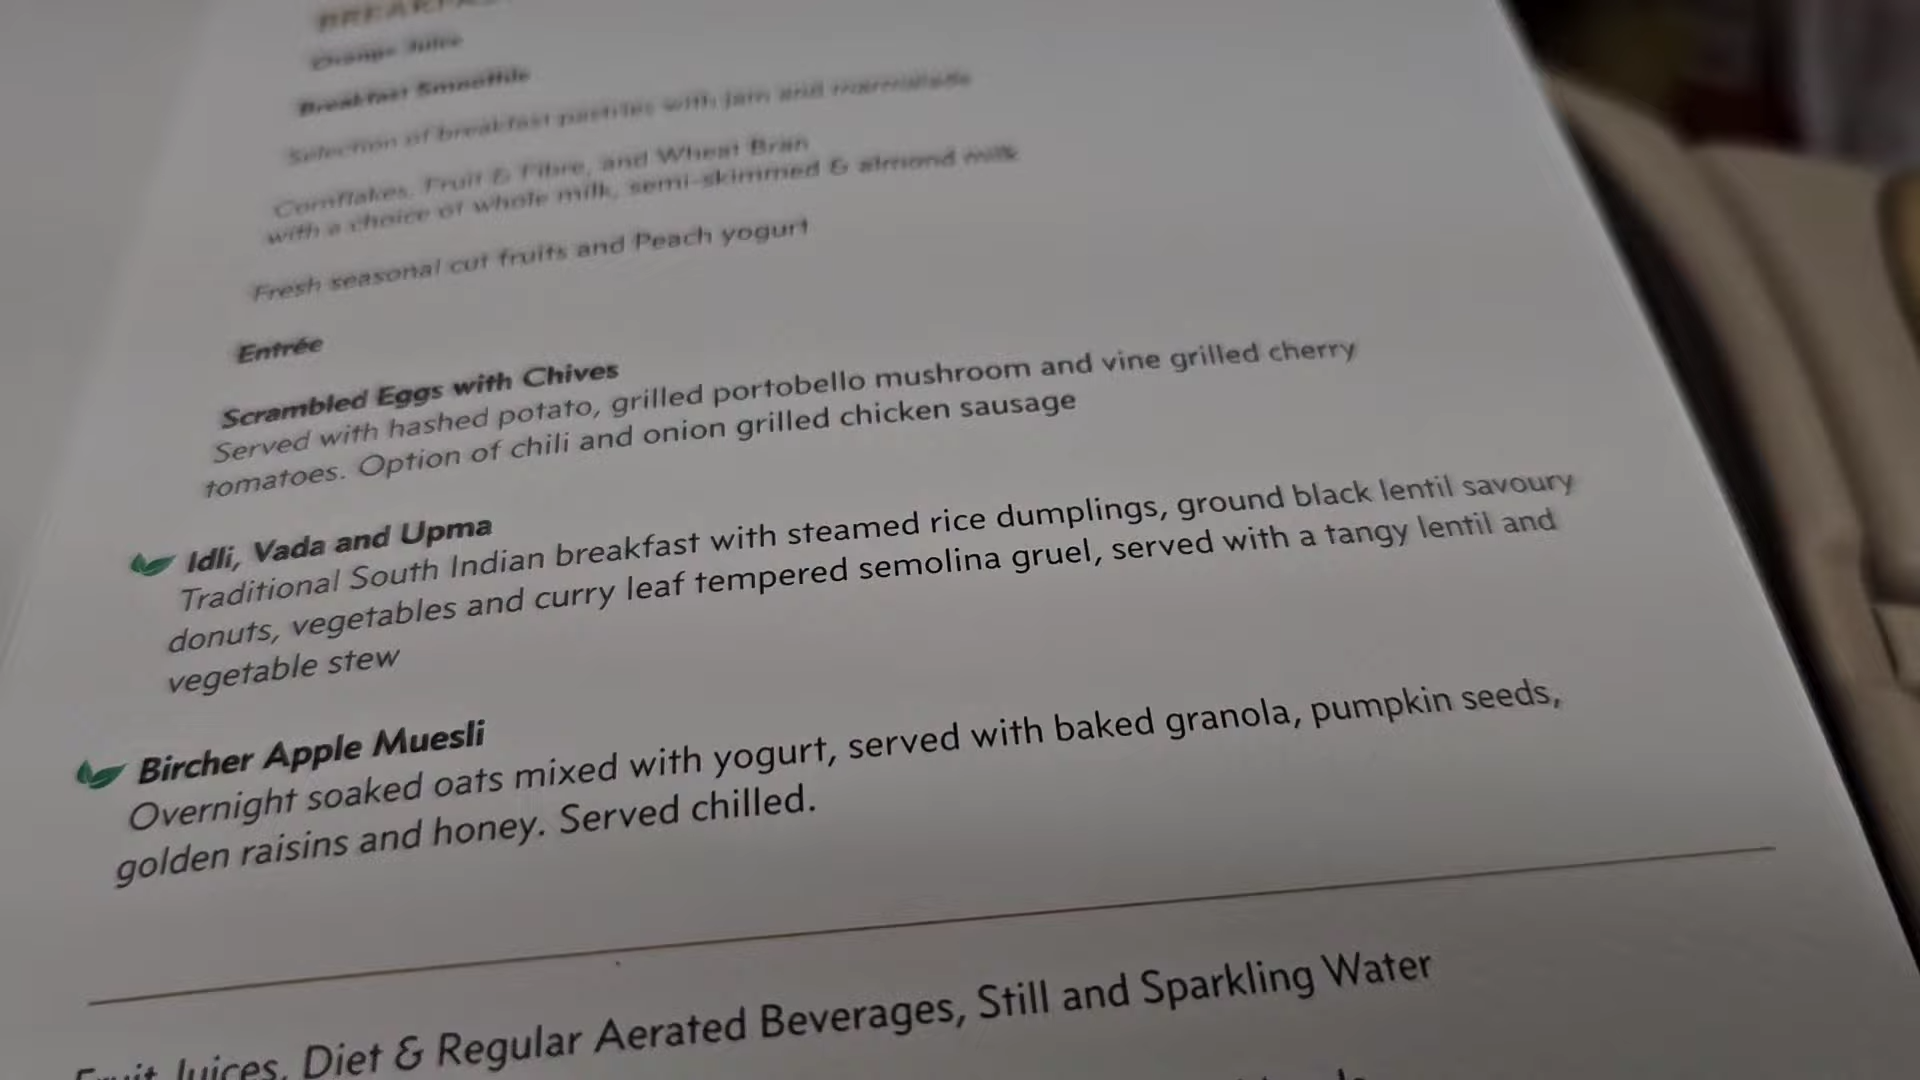 Orange Juice
Breakfast Smoothie
Selection of breakfast pastries with jam and marmalade
Cornflakes, Fruit & Fibre, and Wheat Bran
with a choice of whole milk, semi-skimmed & almond milk
Fresh seasonal cut fruits and Peach yogurt
Entrée
Scrambled Eggs with Chives
Served with hashed potato, grilled portobello mushroom and vine grilled cherry
tomatoes. Option of chili and onion grilled chicken sausage
Idli, Vada and Upma
Traditional South Indian breakfast with steamed rice dumplings, ground black lentil savoury
donuts, vegetables and curry leaf tempered semolina gruel, served with a tangy lentil and
vegetable stew
Bircher Apple Muesli
Overnight soaked oats mixed with yogurt, served with baked granola, pumpkin seeds,
golden raisins and honey. Served chilled.
Fruit Juices, Diet & Regular Aerated Beverages, Still and Sparkling Water